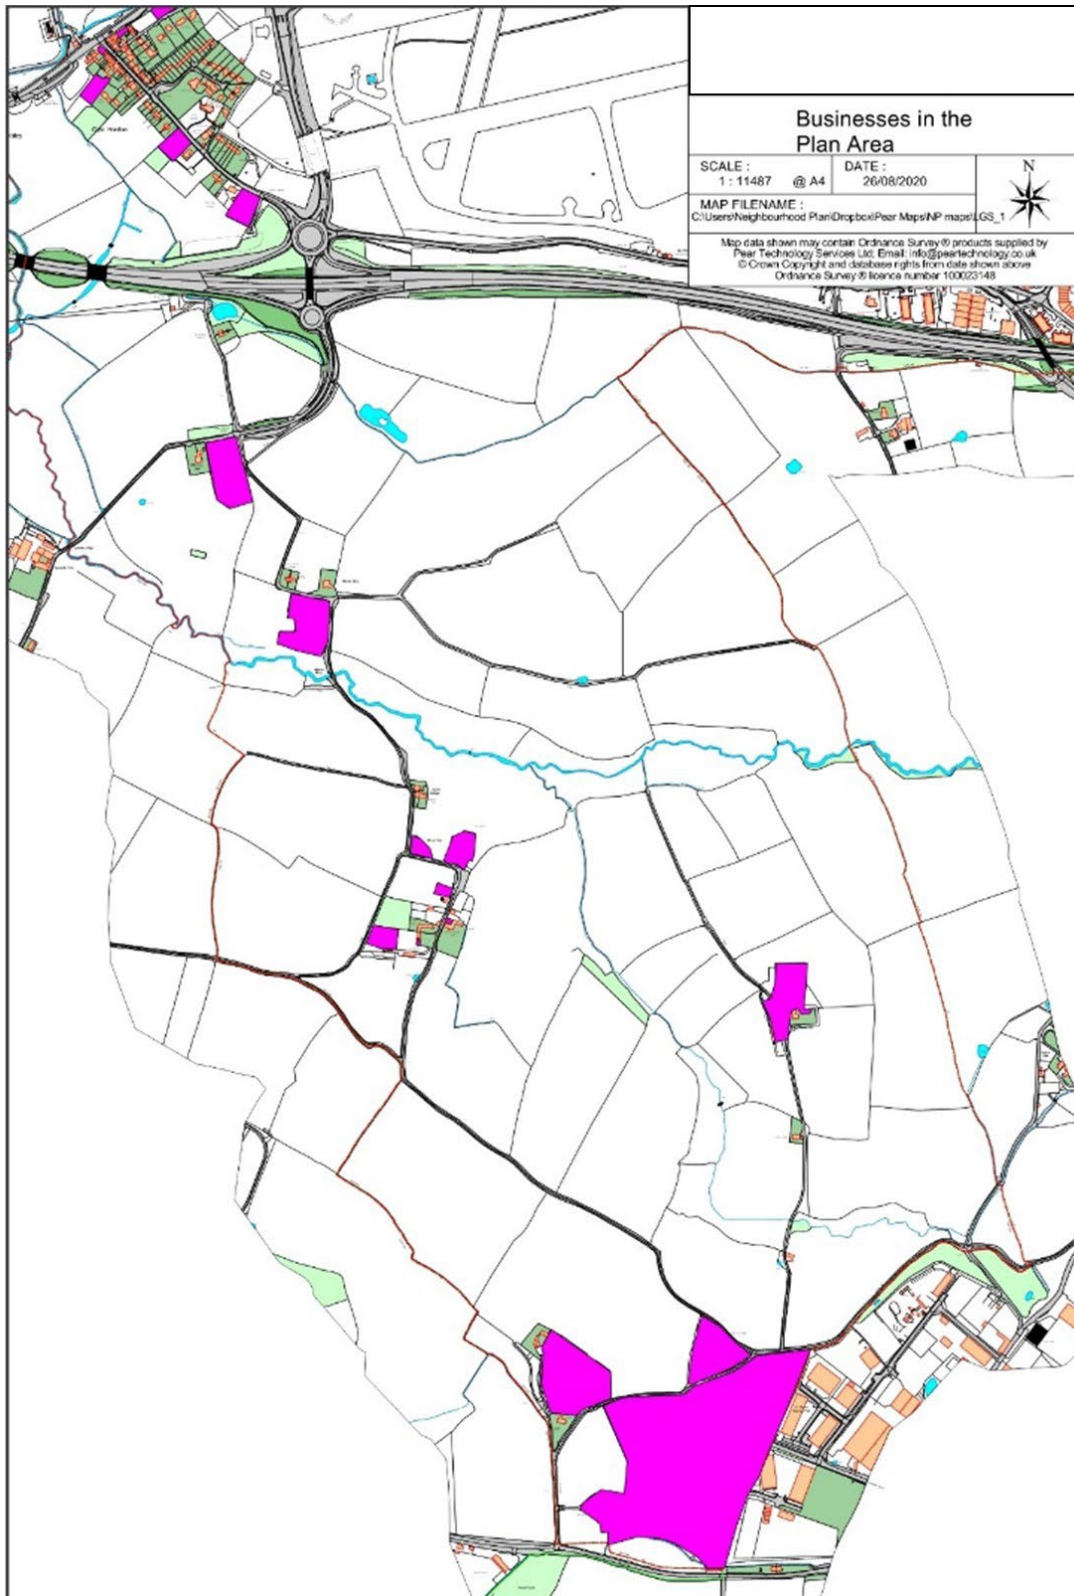 Businesses in the
Plan Area
SCALE :
1 : 11487 @ A4
DATE :
26/08/2020
N
MAP FILENAME :
C:\Users\Neighbourhood Plan\Dropbox\Pear Maps\NP maps\LGS_1
Map data shown may contain Ordnance Survey ® products supplied by
Pear Technology Services Ltd; Email: info@peartechnology.co.uk
© Crown Copyright and database rights from date shown above
Ordnance Survey ® licence number 100023148